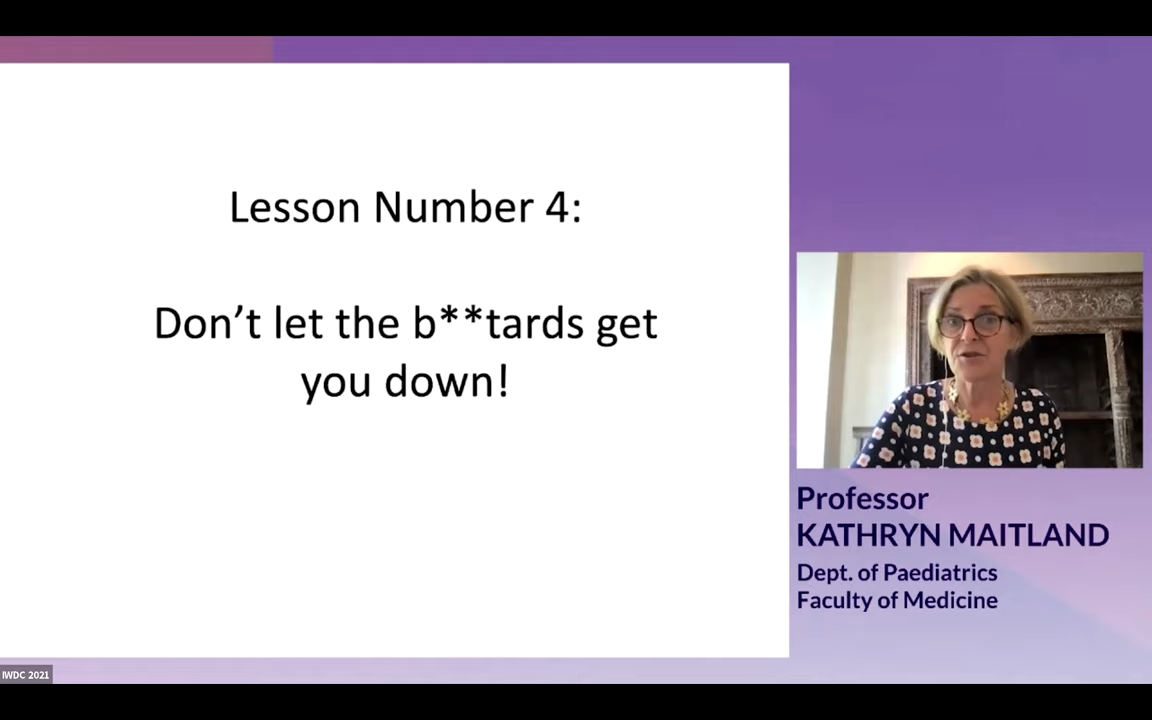 Lesson Number 4:
Don’t let the b**tards get
you down!
Professor
KATHRYN MAITLAND
Dept. of Paediatrics
Faculty of Medicine
IWDC 2021